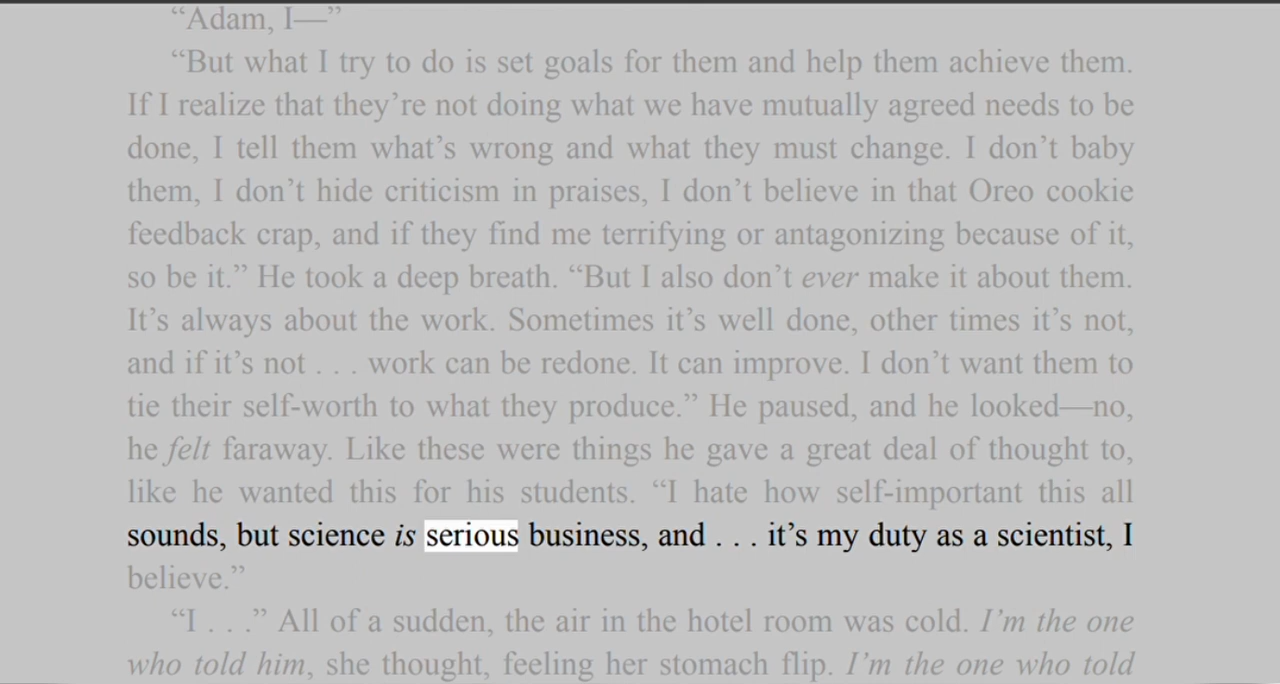 “Adam, I—”
“But what I try to do is set goals for them and help them achieve them.
If I realize that they’re not doing what we have mutually agreed needs to be
done, I tell them what’s wrong and what they must change. I don’t baby
them, I don’t hide criticism in praises, I don’t believe in that Oreo cookie
feedback crap, and if they find me terrifying or antagonizing because of it,
so be it.” He took a deep breath. “But I also don’t ever make it about them.
It’s always about the work. Sometimes it’s well done, other times it’s not,
and if it’s not . . . work can be redone. It can improve. I don’t want them to
tie their self-worth to what they produce.” He paused, and he looked—no,
he felt faraway. Like these were things he gave a great deal of thought to,
like he wanted this for his students. “I hate how self-important this all
sounds, but science is serious business, and . . . it’s my duty as a scientist, I
believe.”
“I . . .” All of a sudden, the air in the hotel room was cold. I’m the one
who told him, she thought, feeling her stomach flip. I’m the one who told